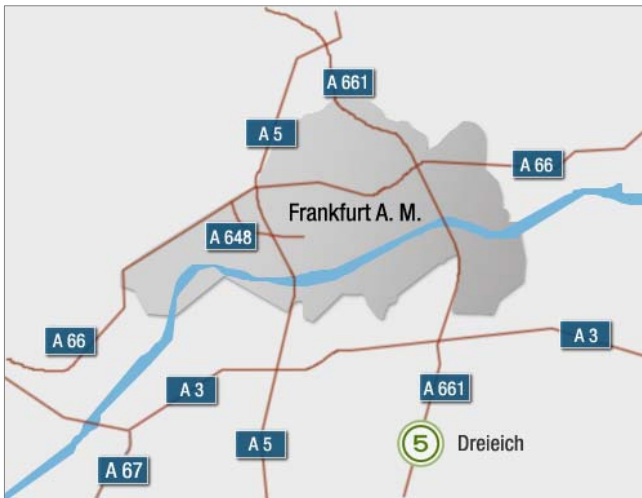 A 661
A 5
A 66
Frankfurt A. M.
A 648
A 66
A 3
A 3
A 661
A 5
5 Dreieich
A 67